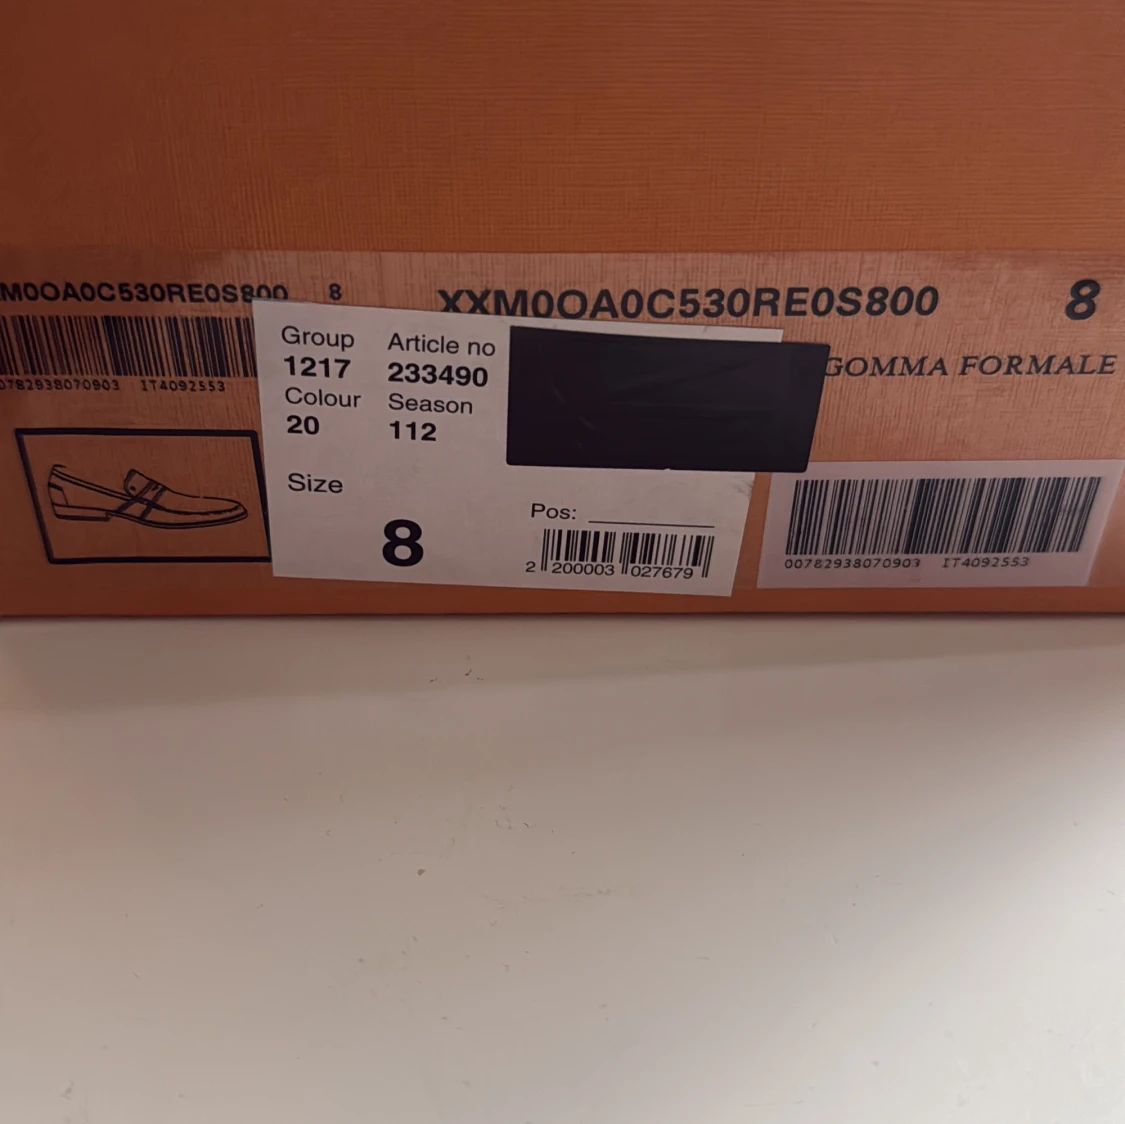 M0OA0C530RE0S800 8
XXM0OA0C530RE0S800 8
0782938070903 IT4092553
Group Article no
1217 233490
Colour Season
20 112
Size
8
Pos:
2 200003 027679
GOMMA FORMALE
00782938070903 IT4092553